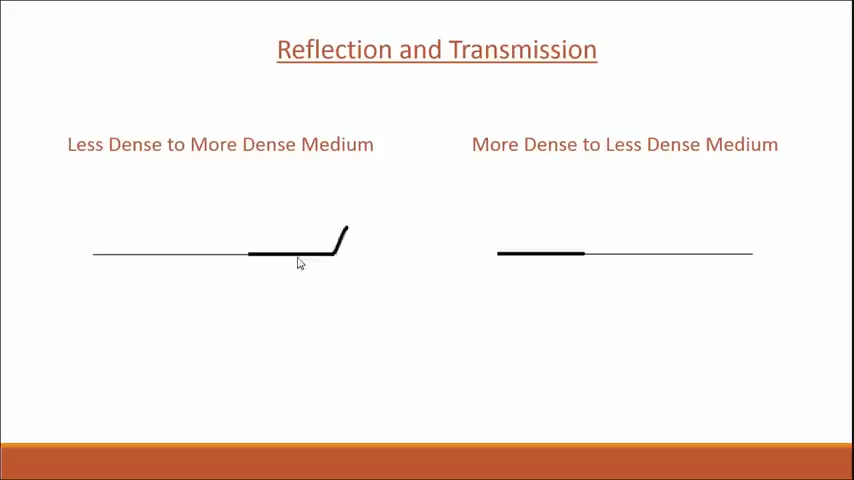 Reflection and Transmission
Less Dense to More Dense Medium
More Dense to Less Dense Medium